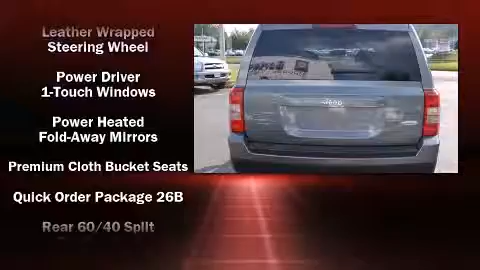 Leather Wrapped
Steering Wheel
Power Driver
1-Touch Windows
Power Heated
Fold-Away Mirrors
Premium Cloth Bucket Seats
Quick Order Package 26B
Rear 60/40 Split
Jeep